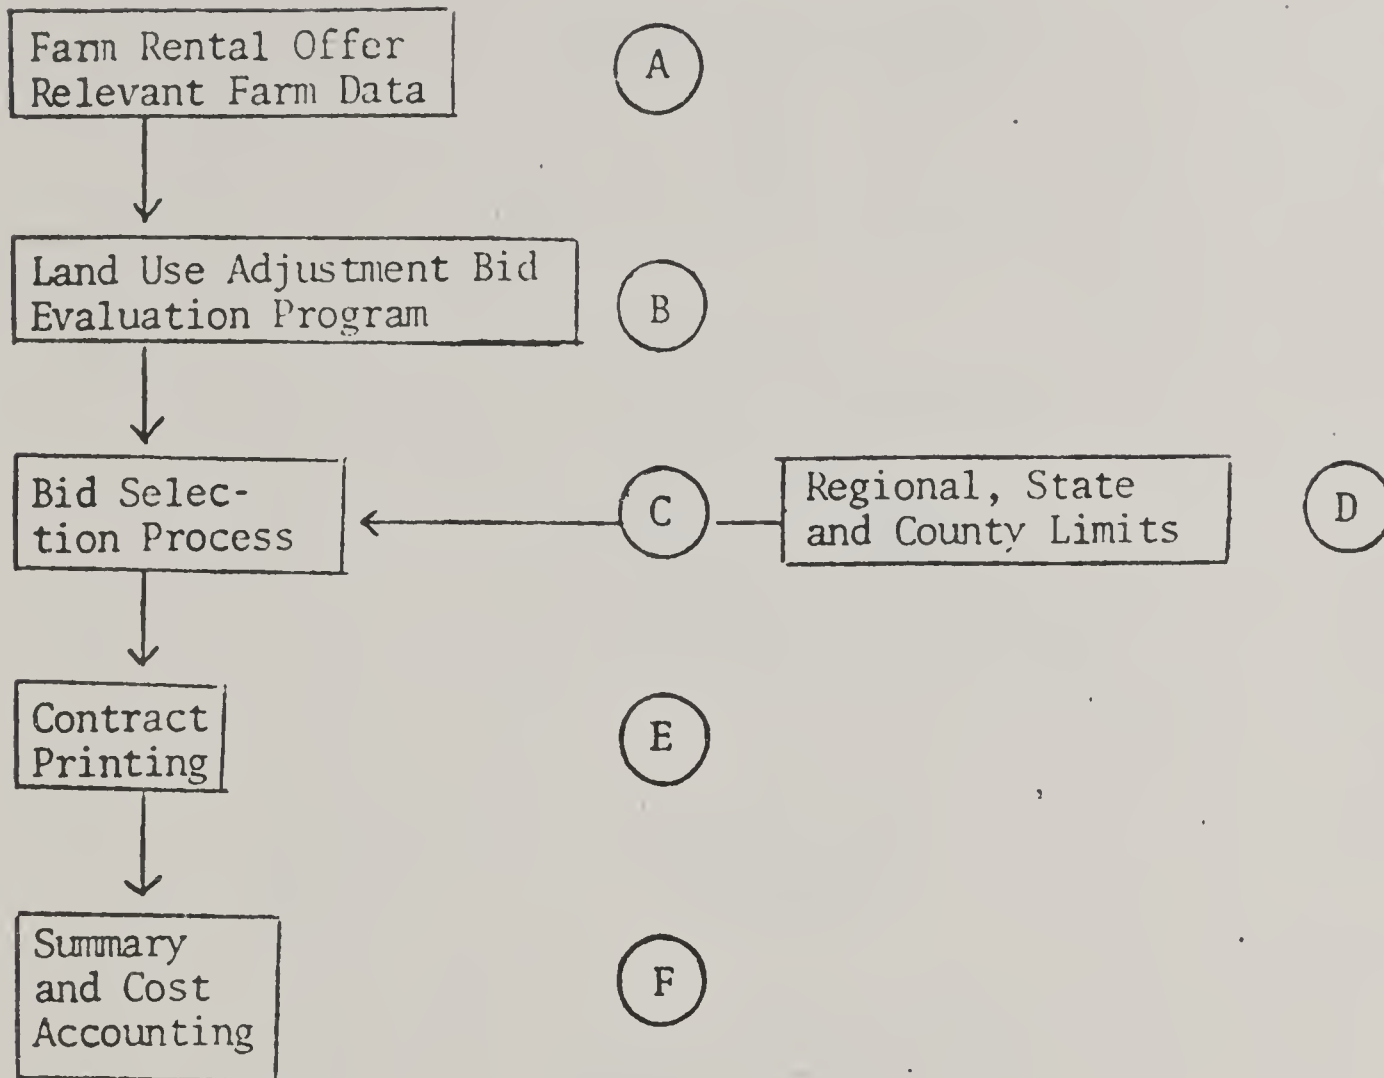 Farm Rental Offer
Relevant Farm Data
A
Land Use Adjustment Bid
Evaluation Program
B
Bid Selec-
tion Process
C
Regional, State
and County Limits
D
Contract
Printing
E
Summary
and Cost
Accounting
F